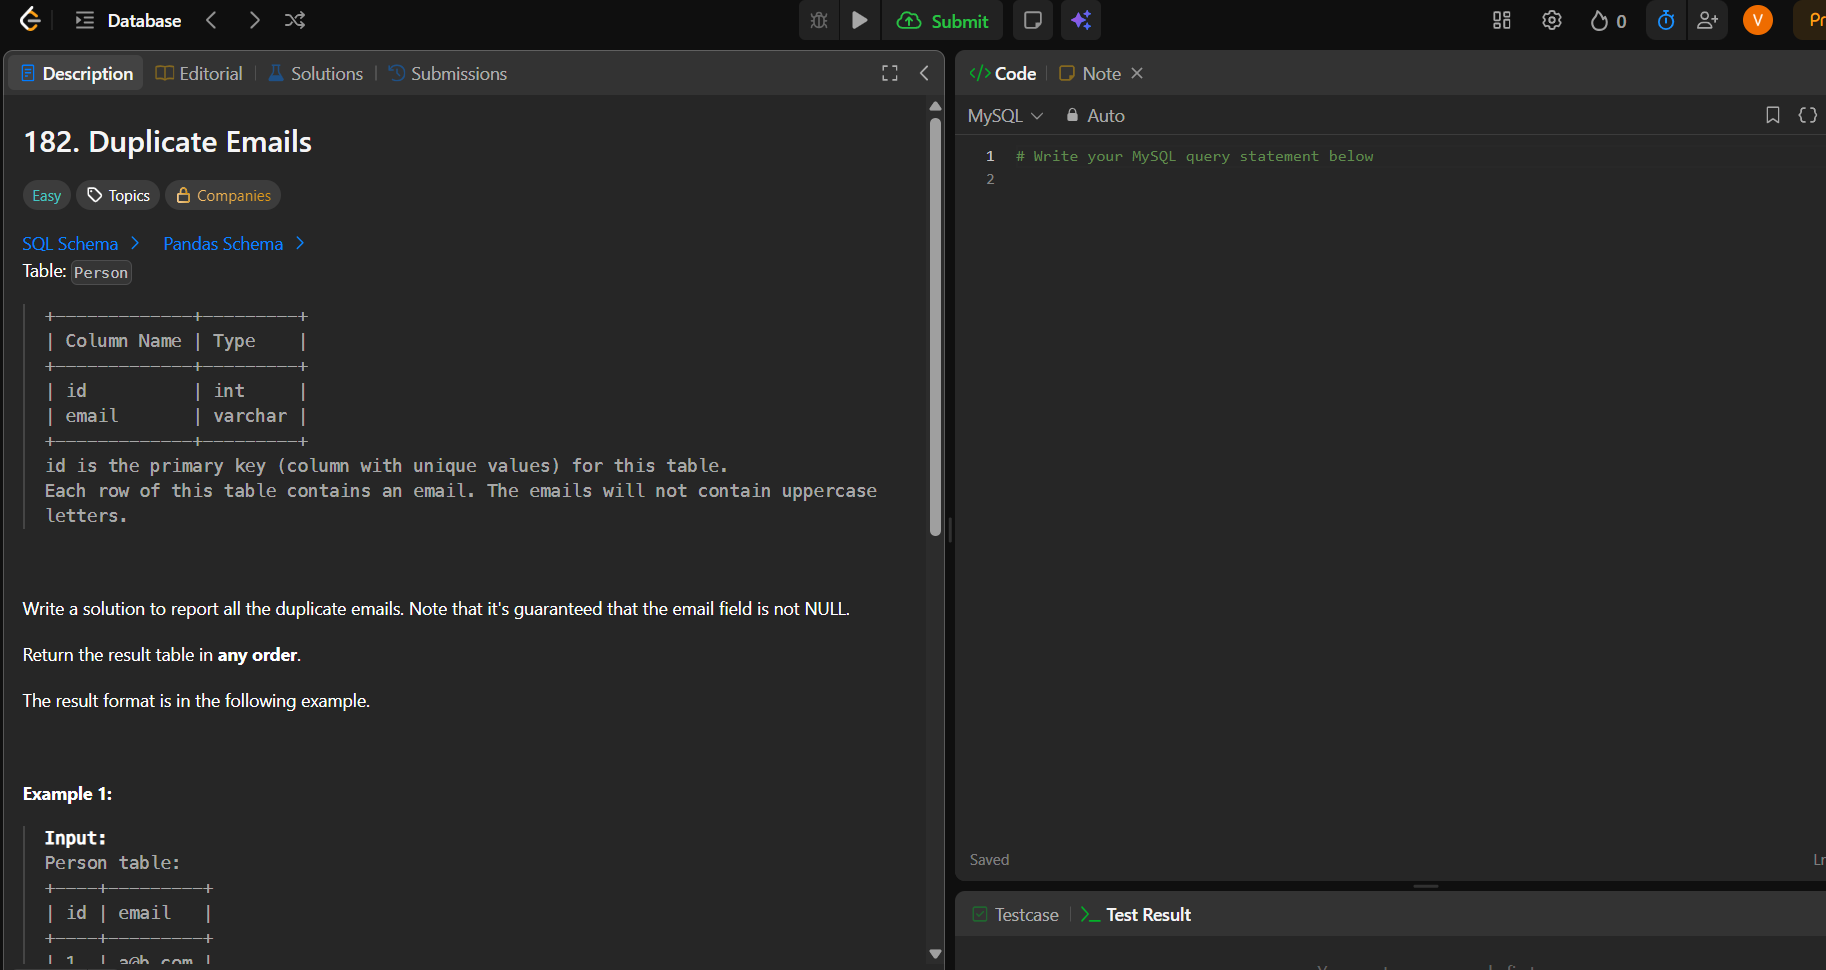 Database
Submit
0
V
Description
Editorial
Solutions
Submissions
182. Duplicate Emails
Easy
Topics
Companies
SQL Schema
Pandas Schema
Table: Person
+-------------+---------+
| Column Name | Type    |
+-------------+---------+
| id          | int     |
| email       | varchar |
+-------------+---------+
id is the primary key (column with unique values) for this table.
Each row of this table contains an email. The emails will not contain uppercase
letters.
Write a solution to report all the duplicate emails. Note that it's guaranteed that the email field is not NULL.
Return the result table in any order.
The result format is in the following example.
Example 1:
Input:
Person table:
+----+---------+
| id | email   |
+----+---------+
| 1  | a@b.com |
</> Code
Note
MySQL
Auto
{}
1 # Write your MySQL query statement below
2
Saved
Testcase
>_ Test Result